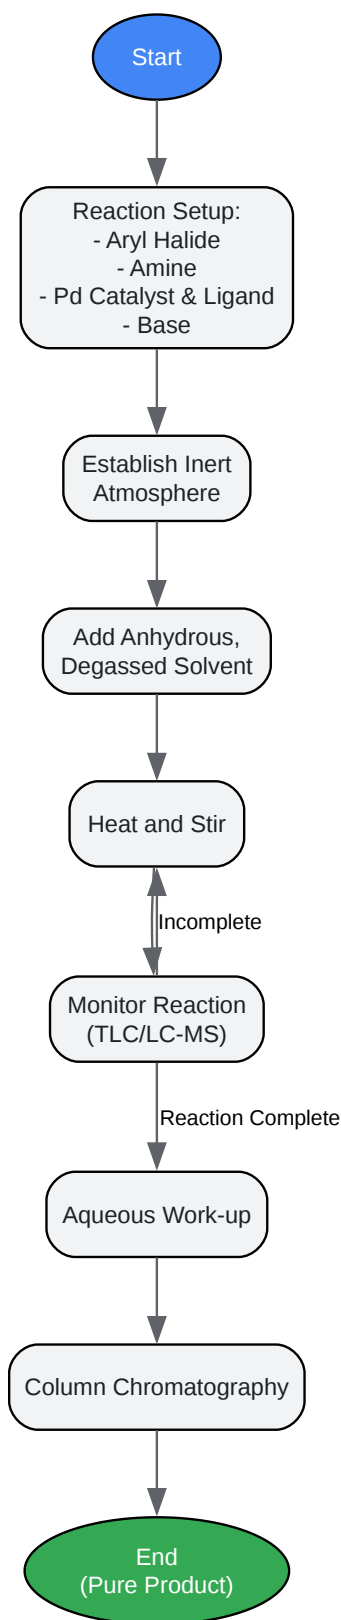 Start
Reaction Setup:
- Aryl Halide
- Amine
- Pd Catalyst & Ligand
- Base
Establish Inert
Atmosphere
Add Anhydrous,
Degassed Solvent
Heat and Stir
Incomplete
Monitor Reaction
(TLC/LC-MS)
Reaction Complete
Aqueous Work-up
Column Chromatography
End
(Pure Product)